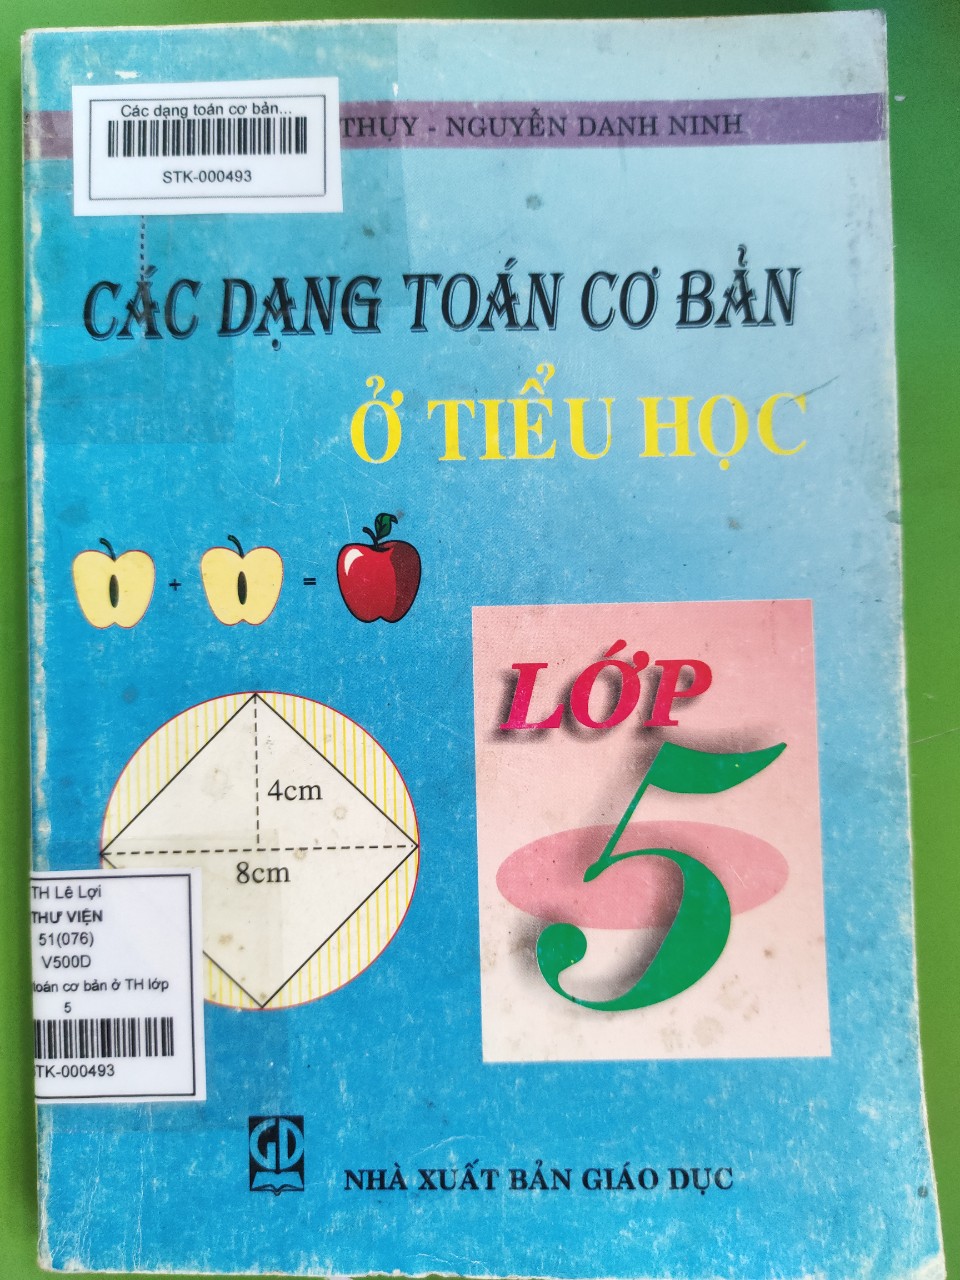 Các dạng toán cơ bản...
STK-000493
THỤY - NGUYỄN DANH NINH
CÁC DẠNG TOÁN CƠ BẢN
Ở TIỂU HỌC
+ =
LỚP
5
4cm
8cm
TH Lê Lợi
THƯ VIỆN
51(076)
V500D
toán cơ bản ở TH lớp
5
STK-000493
GD
NHÀ XUẤT BẢN GIÁO DỤC